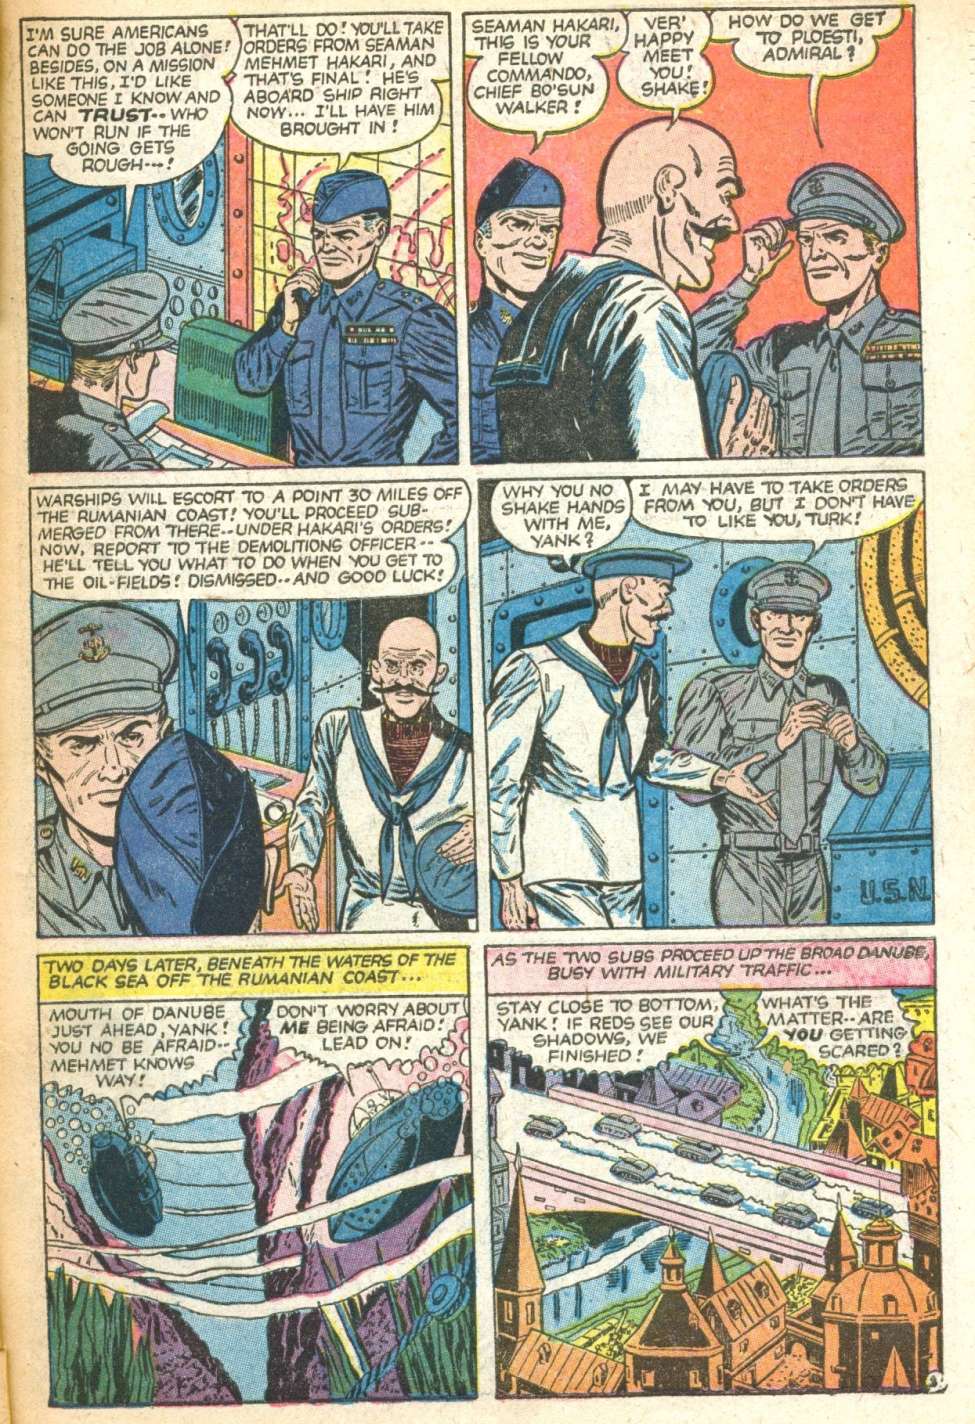 I'M SURE AMERICANS
CAN DO THE JOB ALONE!
BESIDES, ON A MISSION
LIKE THIS, I'D LIKE
SOMEONE I KNOW AND
CAN TRUST-- WHO
WON'T RUN IF THE
GOING GETS
ROUGH---!
THAT'LL DO! YOU'LL TAKE
ORDERS FROM SEAMAN
MEHMET HAKARI, AND
THAT'S FINAL! HE'S
ABOARD SHIP RIGHT
NOW... I'LL HAVE HIM
BROUGHT IN!
SEAMAN HAKARI,
THIS IS YOUR
FELLOW
COMMANDO,
CHIEF BO'SUN
WALKER!
VER'
HAPPY
MEET
YOU!
SHAKE!
HOW DO WE GET
TO PLOESTI,
ADMIRAL?
WARSHIPS WILL ESCORT TO A POINT 30 MILES OFF
THE RUMANIAN COAST! YOU'LL PROCEED SUB-
MERGED FROM THERE--UNDER HAKARI'S ORDERS!
NOW, REPORT TO THE DEMOLITIONS OFFICER--
HE'LL TELL YOU WHAT TO DO WHEN YOU GET TO
THE OIL-FIELDS! DISMISSED--AND GOOD LUCK!
WHY YOU NO
SHAKE HANDS
WITH ME,
YANK?
I MAY HAVE TO TAKE ORDERS
FROM YOU, BUT I DON'T HAVE
TO LIKE YOU, TURK!
U.S.N.
TWO DAYS LATER, BENEATH THE WATERS OF THE
BLACK SEA OFF THE RUMANIAN COAST...
MOUTH OF DANUBE
JUST AHEAD, YANK!
YOU NO BE AFRAID--
MEHMET KNOWS
WAY!
DON'T WORRY ABOUT
ME BEING AFRAID!
LEAD ON!
AS THE TWO SUBS PROCEED UP THE BROAD DANUBE,
BUSY WITH MILITARY TRAFFIC...
STAY CLOSE TO BOTTOM,
YANK! IF REDS SEE OUR
SHADOWS, WE
FINISHED!
WHAT'S THE
MATTER--ARE
YOU GETTING
SCARED?